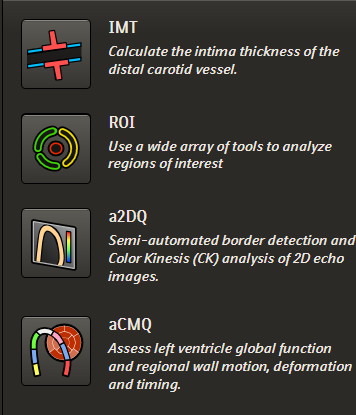 IMT
Calculate the intima thickness of the
distal carotid vessel.
ROI
Use a wide array of tools to analyze
regions of interest
a2DQ
Semi-automated border detection and
Color Kinesis (CK) analysis of 2D echo
images.
aCMQ
Assess left ventricle global function
and regional wall motion, deformation
and timing.